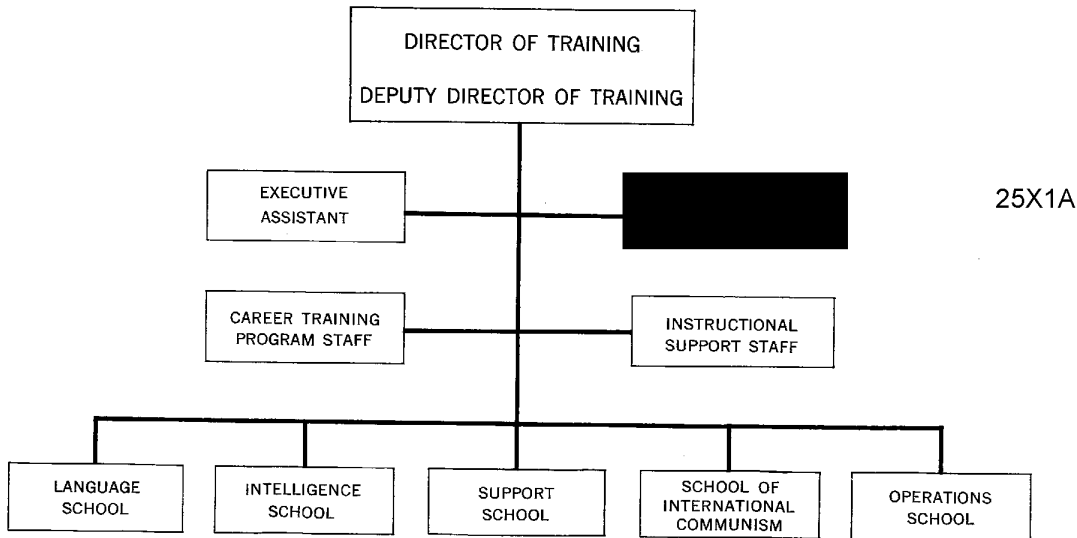 DIRECTOR OF TRAINING
DEPUTY DIRECTOR OF TRAINING
EXECUTIVE
ASSISTANT
25X1A
CAREER TRAINING
PROGRAM STAFF
INSTRUCTIONAL
SUPPORT STAFF
LANGUAGE
SCHOOL
INTELLIGENCE
SCHOOL
SUPPORT
SCHOOL
SCHOOL OF
INTERNATIONAL
COMMUNISM
OPERATIONS
SCHOOL